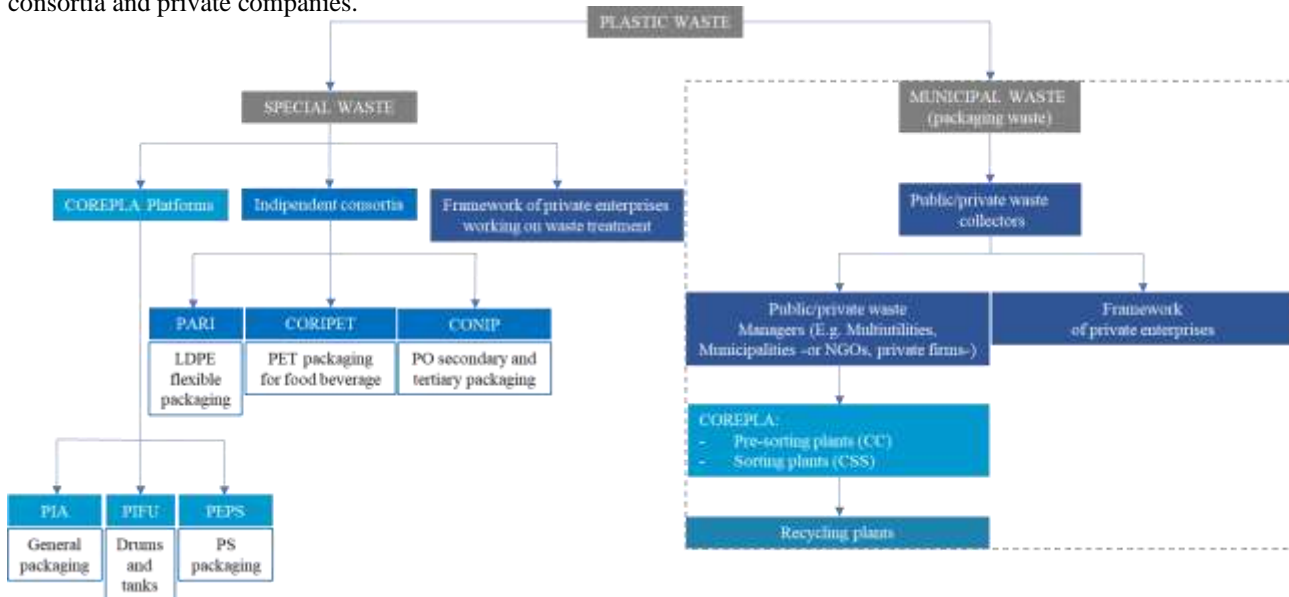 consortia and private companies.
PLASTIC WASTE
SPECIAL WASTE
MUNICIPAL WASTE
(packaging waste)
COREPLA Platforms
Indipendent consortia
Framework of private enterprises
working on waste treatment
Public/private waste
collectors
PARI
LDPE
flexible
packaging
CORIPET
PET packaging
for food beverage
CONIP
PO secondary and
tertiary packaging
Public/private waste
Managers (E.g. Multiutilities,
Municipalities -or NGOs, private firms-)
Framework
of private enterprises
COREPLA:
- Pre-sorting plants (CC)
- Sorting plants (CSS)
Recycling plants
PIA
General
packaging
PIFU
Drums
and
tanks
PEPS
PS
packaging